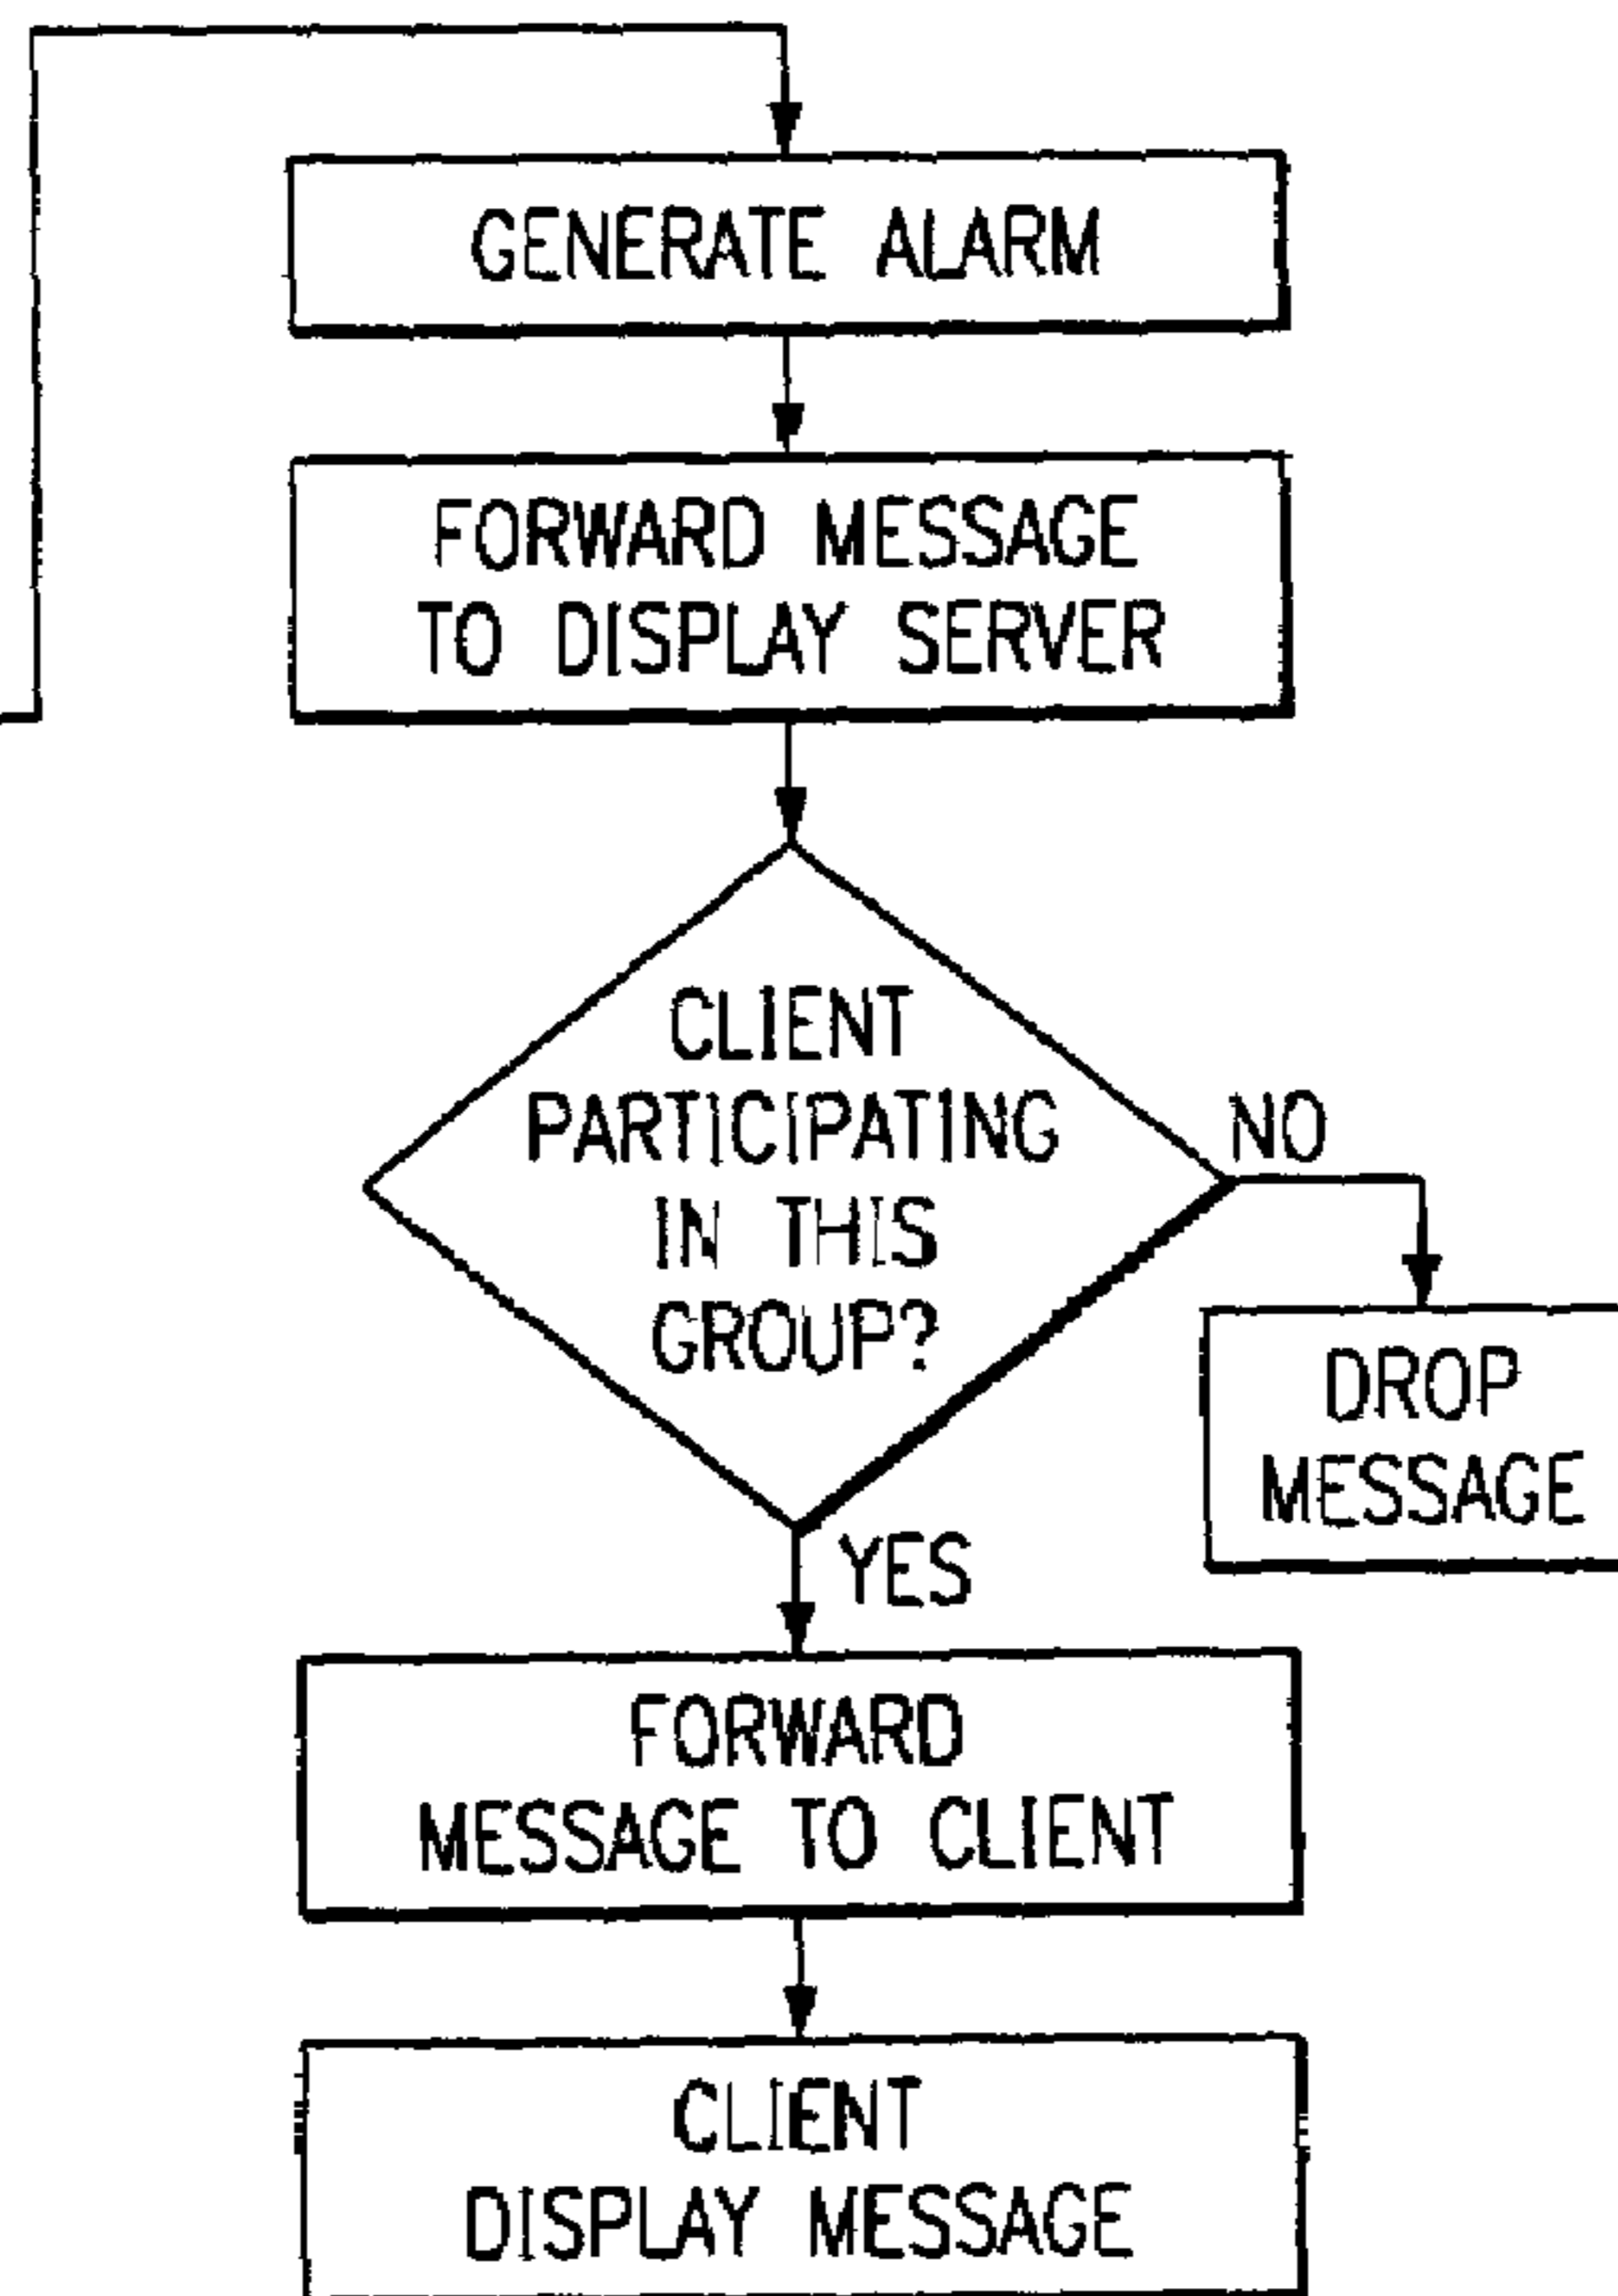 GENERATE ALARM
FORWARD MESSAGE
TO DISPLAY SERVER
CLIENT
PARTICIPATING
IN THIS
GROUP?
NO
DROP
MESSAGE
YES
FORWARD
MESSAGE TO CLIENT
CLIENT
DISPLAY MESSAGE